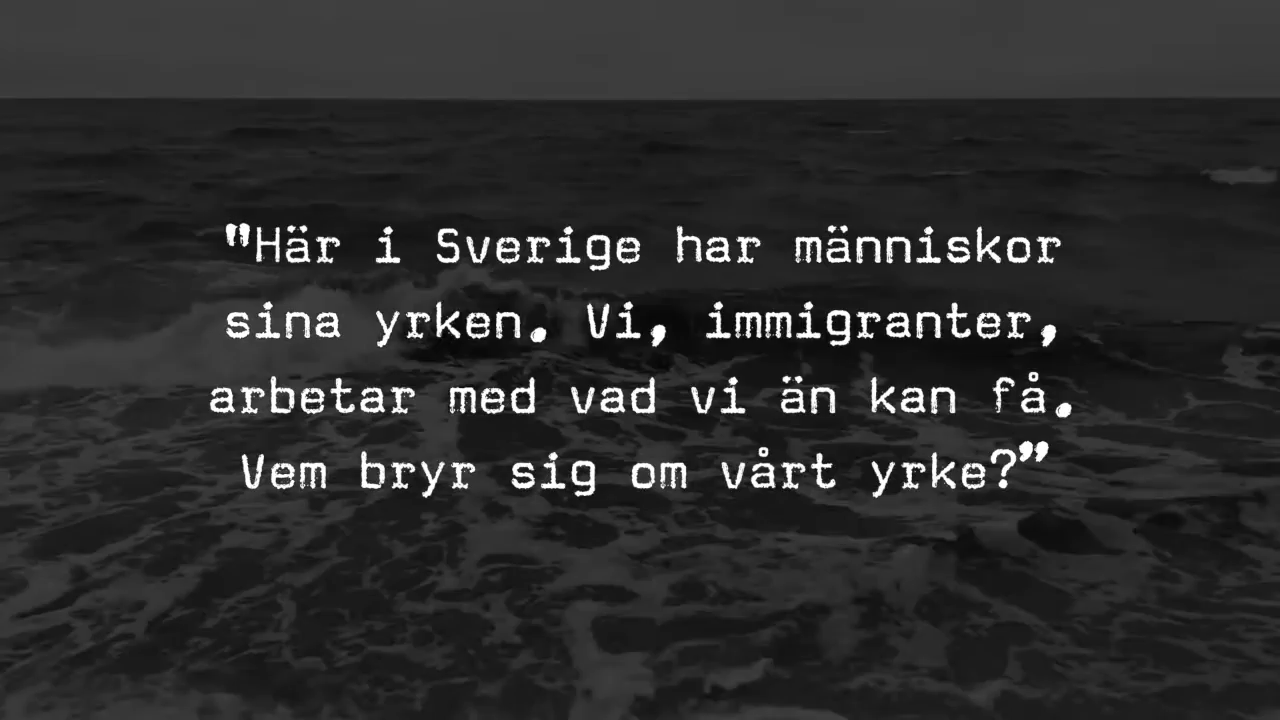 "Här i Sverige har människor
sina yrken. Vi, immigranter,
arbetar med vad vi än kan få.
Vem bryr sig om vårt yrke?”